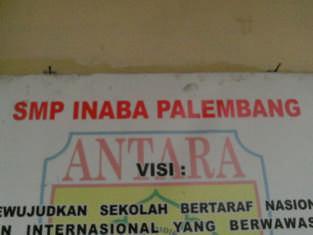 SMP INABA PALEMBANG
ANTARA
VISI :
EWUJUDKAN SEKOLAH BERTARAF NASION
N INTERNASIONAL YANG BERWAWAS